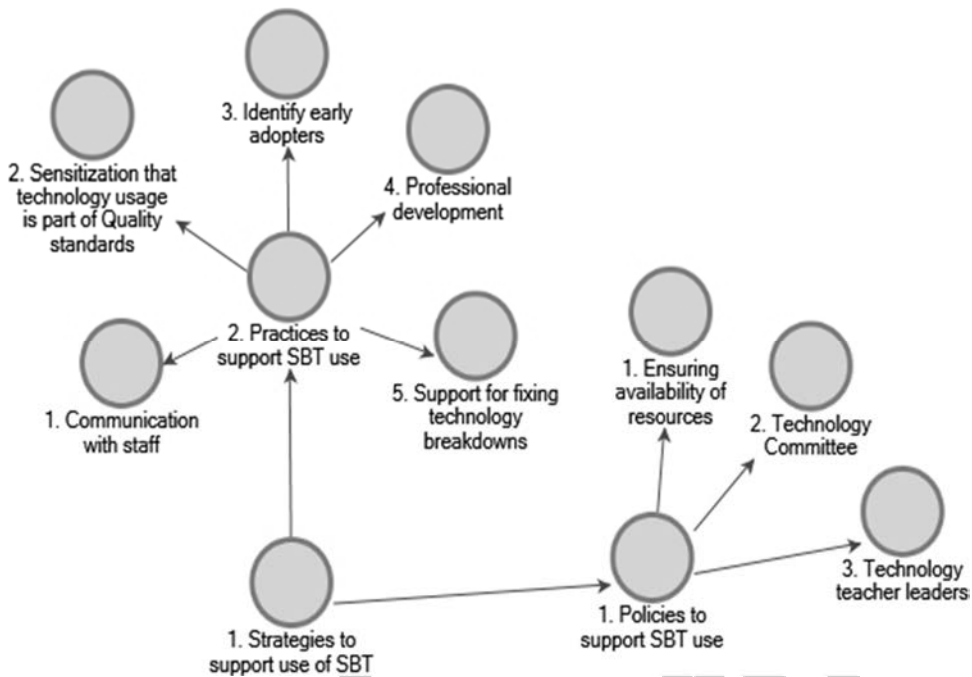 3. Identify early
adopters
2. Sensitization that
technology usage
is part of Quality
standards
4. Professional
development
2. Practices to
support SBT use
1. Communication
with staff
5. Support for fixing
technology
breakdowns
1. Ensuring
availability of
resources
2. Technology
Committee
3. Technology
teacher leaders
1. Strategies to
support use of SBT
1. Policies to
support SBT use